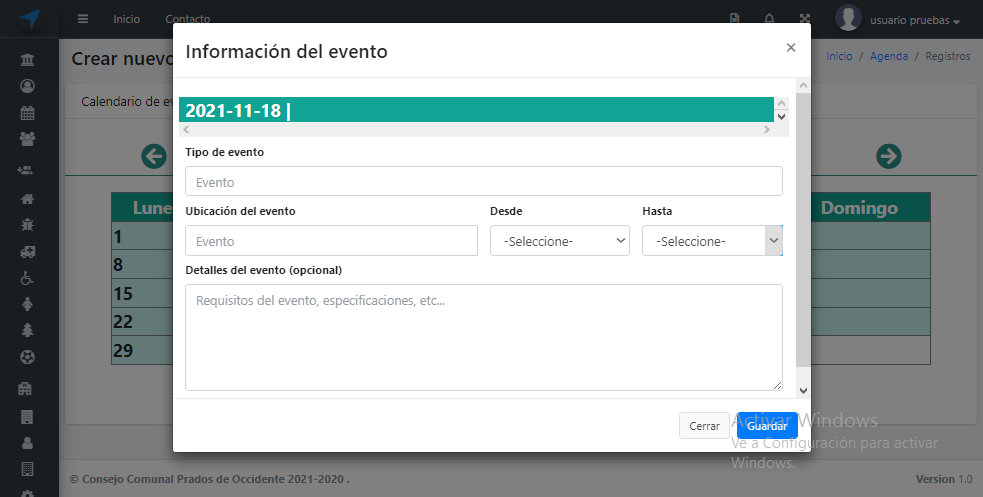 Inicio Contacto usuario pruebas
Crear nuevo
Inicio / Agenda / Registros
Información del evento ×
Calendario de ev
2021-11-18 |
Tipo de evento
Evento
Ubicación del evento Desde Hasta
Evento -Seleccione- -Seleccione-
Detalles del evento (opcional)
Requisitos del evento, especificaciones, etc...
Lune Domingo
1
8
15
22
29
Cerrar Guardar
Activar Windows
Ve a Configuración para activar
Windows.
© Consejo Comunal Prados de Occidente 2021-2020 . Version 1.0